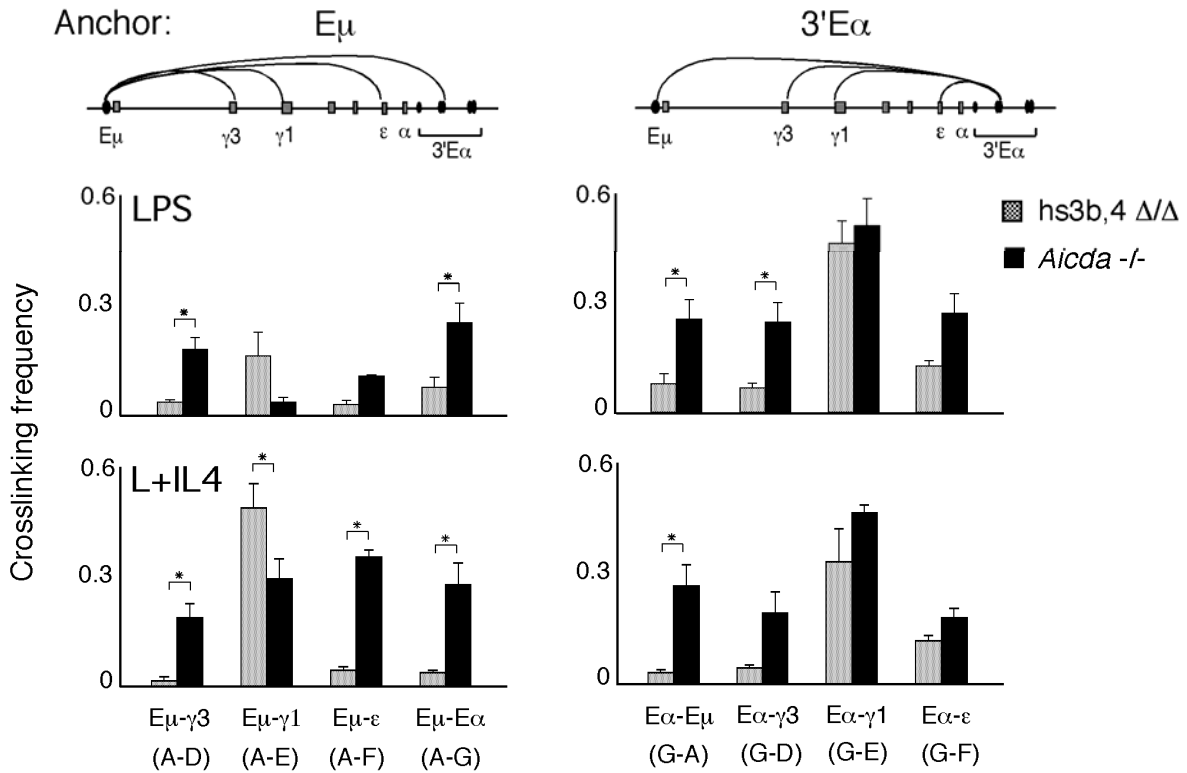 Anchor: Eμ 3'Eα
Eμ γ3 γ1 ε α 3'Eα
Eμ γ3 γ1 ε α 3'Eα
Crosslinking frequency
0.6 LPS
0.3
0
* *
0.6
0.3
0
* *
hs3b,4 Δ/Δ
Aicda -/-
0.6 L+IL4
0.3
0
* * * *
0.6
0.3
0
*
Eμ-γ3 Eμ-γ1 Eμ-ε Eμ-Eα
(A-D) (A-E) (A-F) (A-G)
Eα-Eμ Eα-γ3 Eα-γ1 Eα-ε
(G-A) (G-D) (G-E) (G-F)